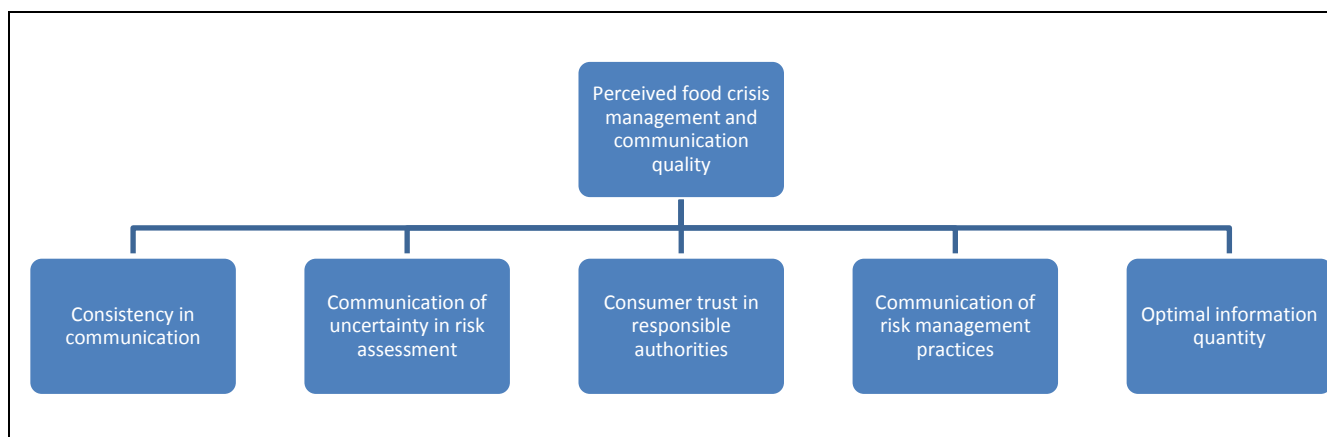 Perceived food crisis
management and
communication
quality
Consistency in
communication
Communication of
uncertainty in risk
assessment
Consumer trust in
responsible
authorities
Communication of
risk management
practices
Optimal information
quantity